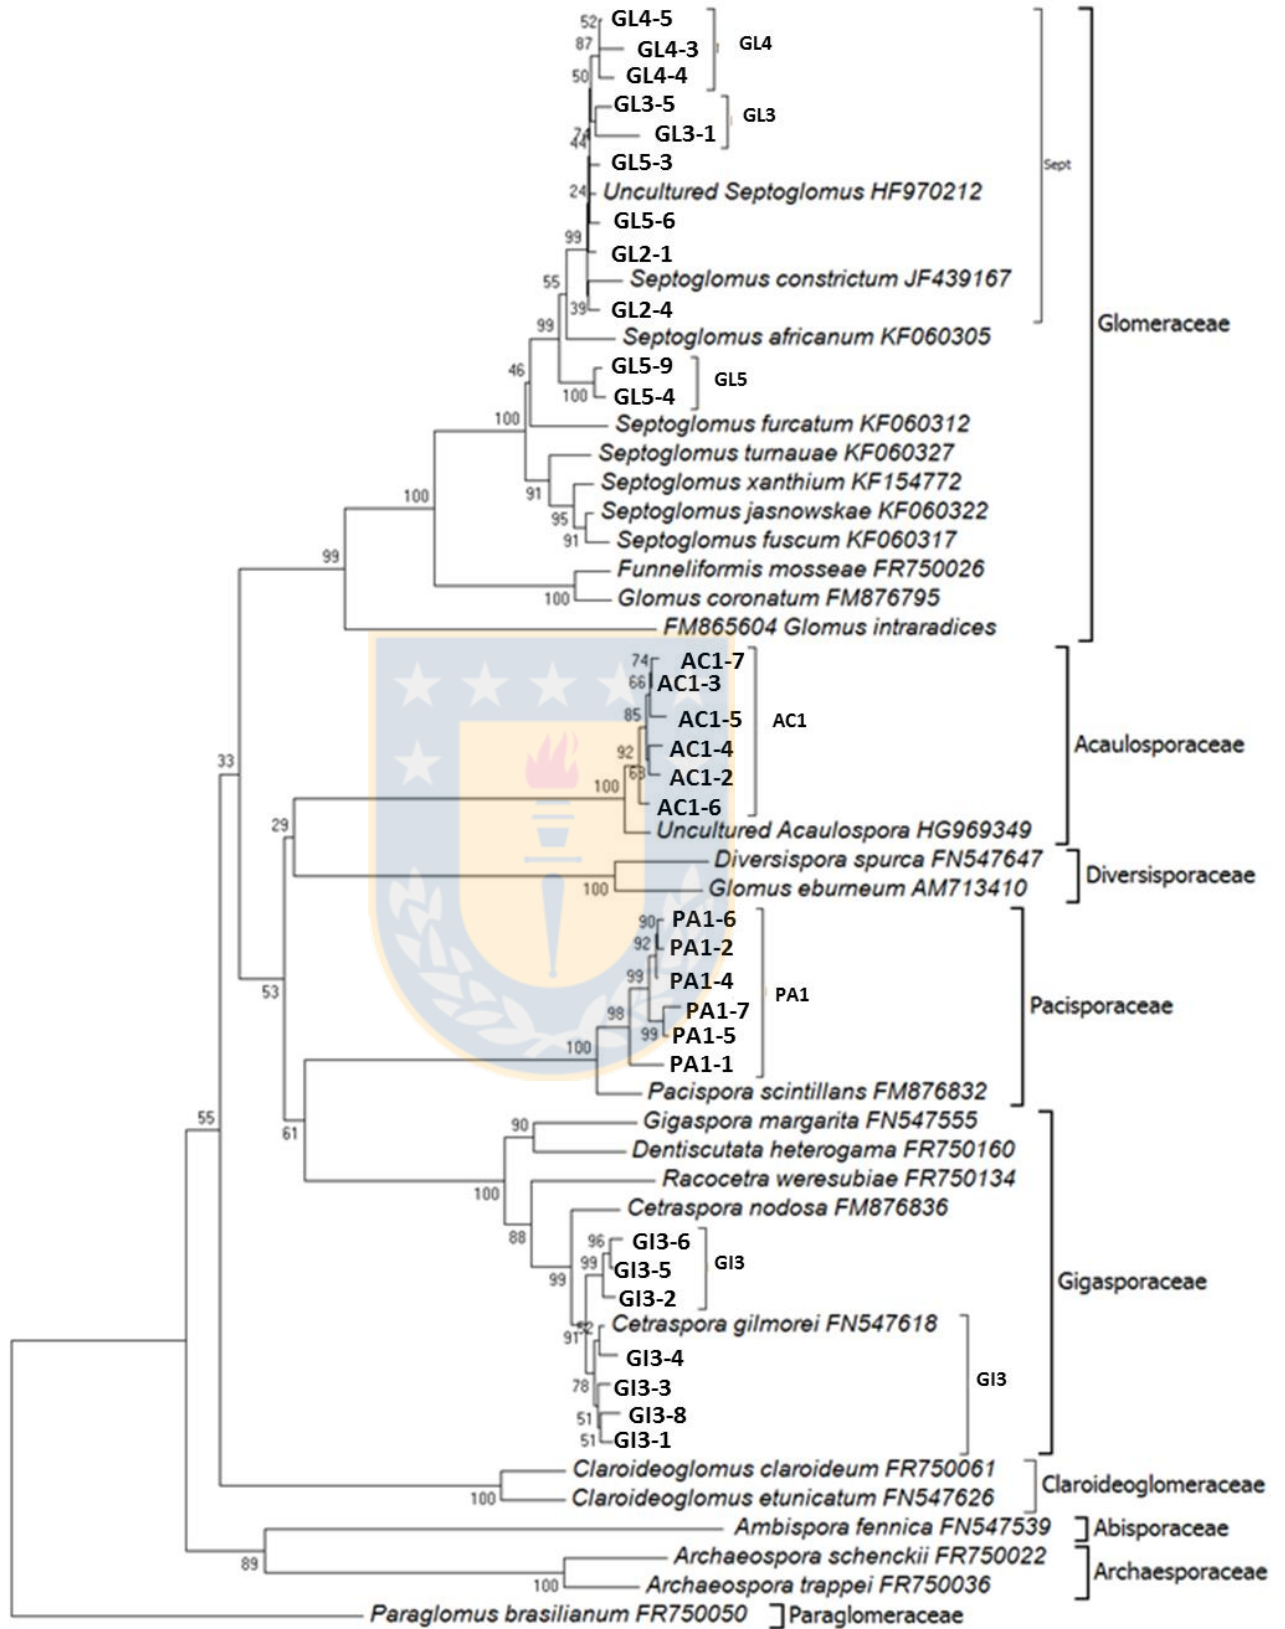 52 GL4-5
87 GL4-3 GL4
50 GL4-4
GL3-5 GL3
74 GL3-1
44
GL5-3 Sept
24 Uncultured Septoglomus HF970212
GL5-6
99 GL2-1
55 Septoglomus constrictum JF439167
39 GL2-4
99 Septoglomus africanum KF060305 Glomeraceae
46 GL5-9 GL5
100 GL5-4
100 Septoglomus furcatum KF060312
Septoglomus turnauae KF060327
91 Septoglomus xanthium KF154772
100 95 Septoglomus jasnowskae KF060322
91 Septoglomus fuscum KF060317
99 Funneliformis mosseae FR750026
100 Glomus coronatum FM876795
FM865604 Glomus intraradices
74 AC1-7
66 AC1-3
85 AC1-5 AC1
92 AC1-4 Acaulosporaceae
33 63 AC1-2
100 AC1-6
29 Uncultured Acaulospora HG969349
Diversispora spurca FN547647 Diversisporaceae
100 Glomus eburneum AM713410
90 PA1-6
92 PA1-2
99 PA1-4 PA1
53 98 PA1-7 Pacisporaceae
99 PA1-5
100 PA1-1
Pacispora scintillans FM876832
55 90 Gigaspora margarita FN547555
61 Dentiscutata heterogama FR750160
100 Racocetra weresubiae FR750134
88 Cetraspora nodosa FM876836
96 GI3-6 GI3
99 99 GI3-5 Gigasporaceae
GI3-2
91 Cetraspora gilmorei FN547618
GI3-4 GI3
78 GI3-3
51 GI3-8
51 GI3-1
Claroideoglomus claroideum FR750061 Claroideoglomeraceae
100 Claroideoglomus etunicatum FN547626
Ambispora fennica FN547539 Abisporaceae
89 Archaeospora schenckii FR750022 Archaesporaceae
100 Archaeospora trappei FR750036
Paraglomus brasilianum FR750050 Paraglomeraceae